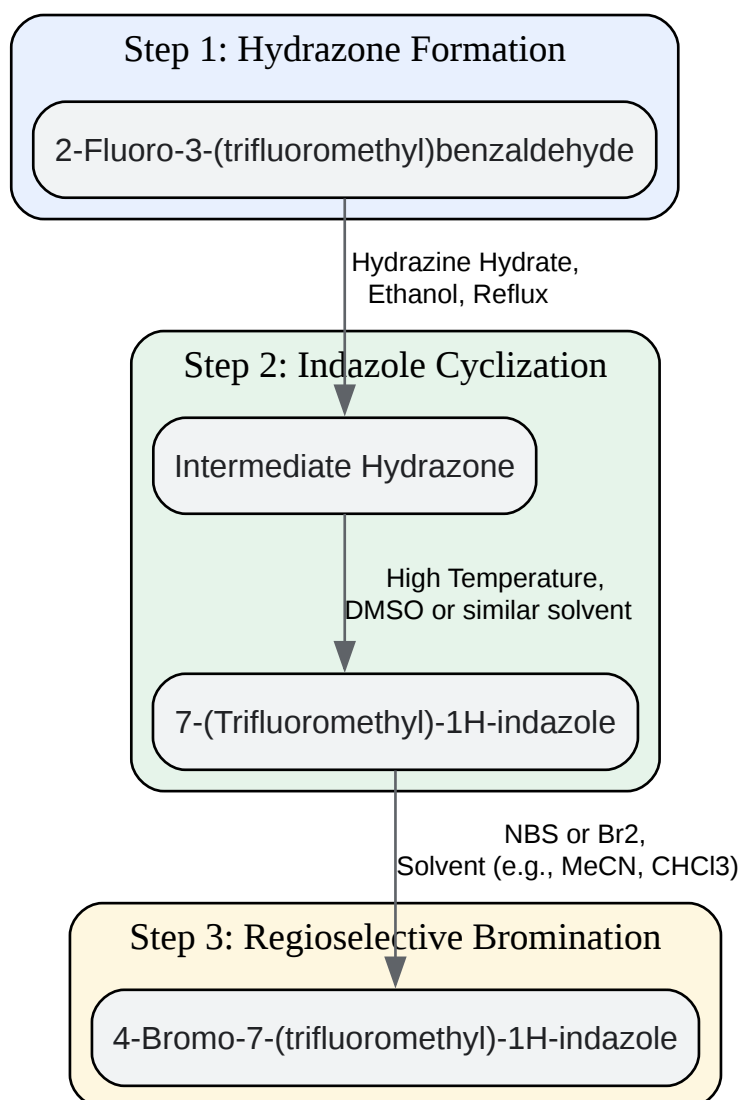 Step 1: Hydrazone Formation
2-Fluoro-3-(trifluoromethyl)benzaldehyde
Hydrazine Hydrate,
Ethanol, Reflux
Step 2: Indazole Cyclization
Intermediate Hydrazone
High Temperature,
DMSO or similar solvent
7-(Trifluoromethyl)-1H-indazole
NBS or Br2,
Solvent (e.g., MeCN, CHCl3)
Step 3: Regioselective Bromination
4-Bromo-7-(trifluoromethyl)-1H-indazole